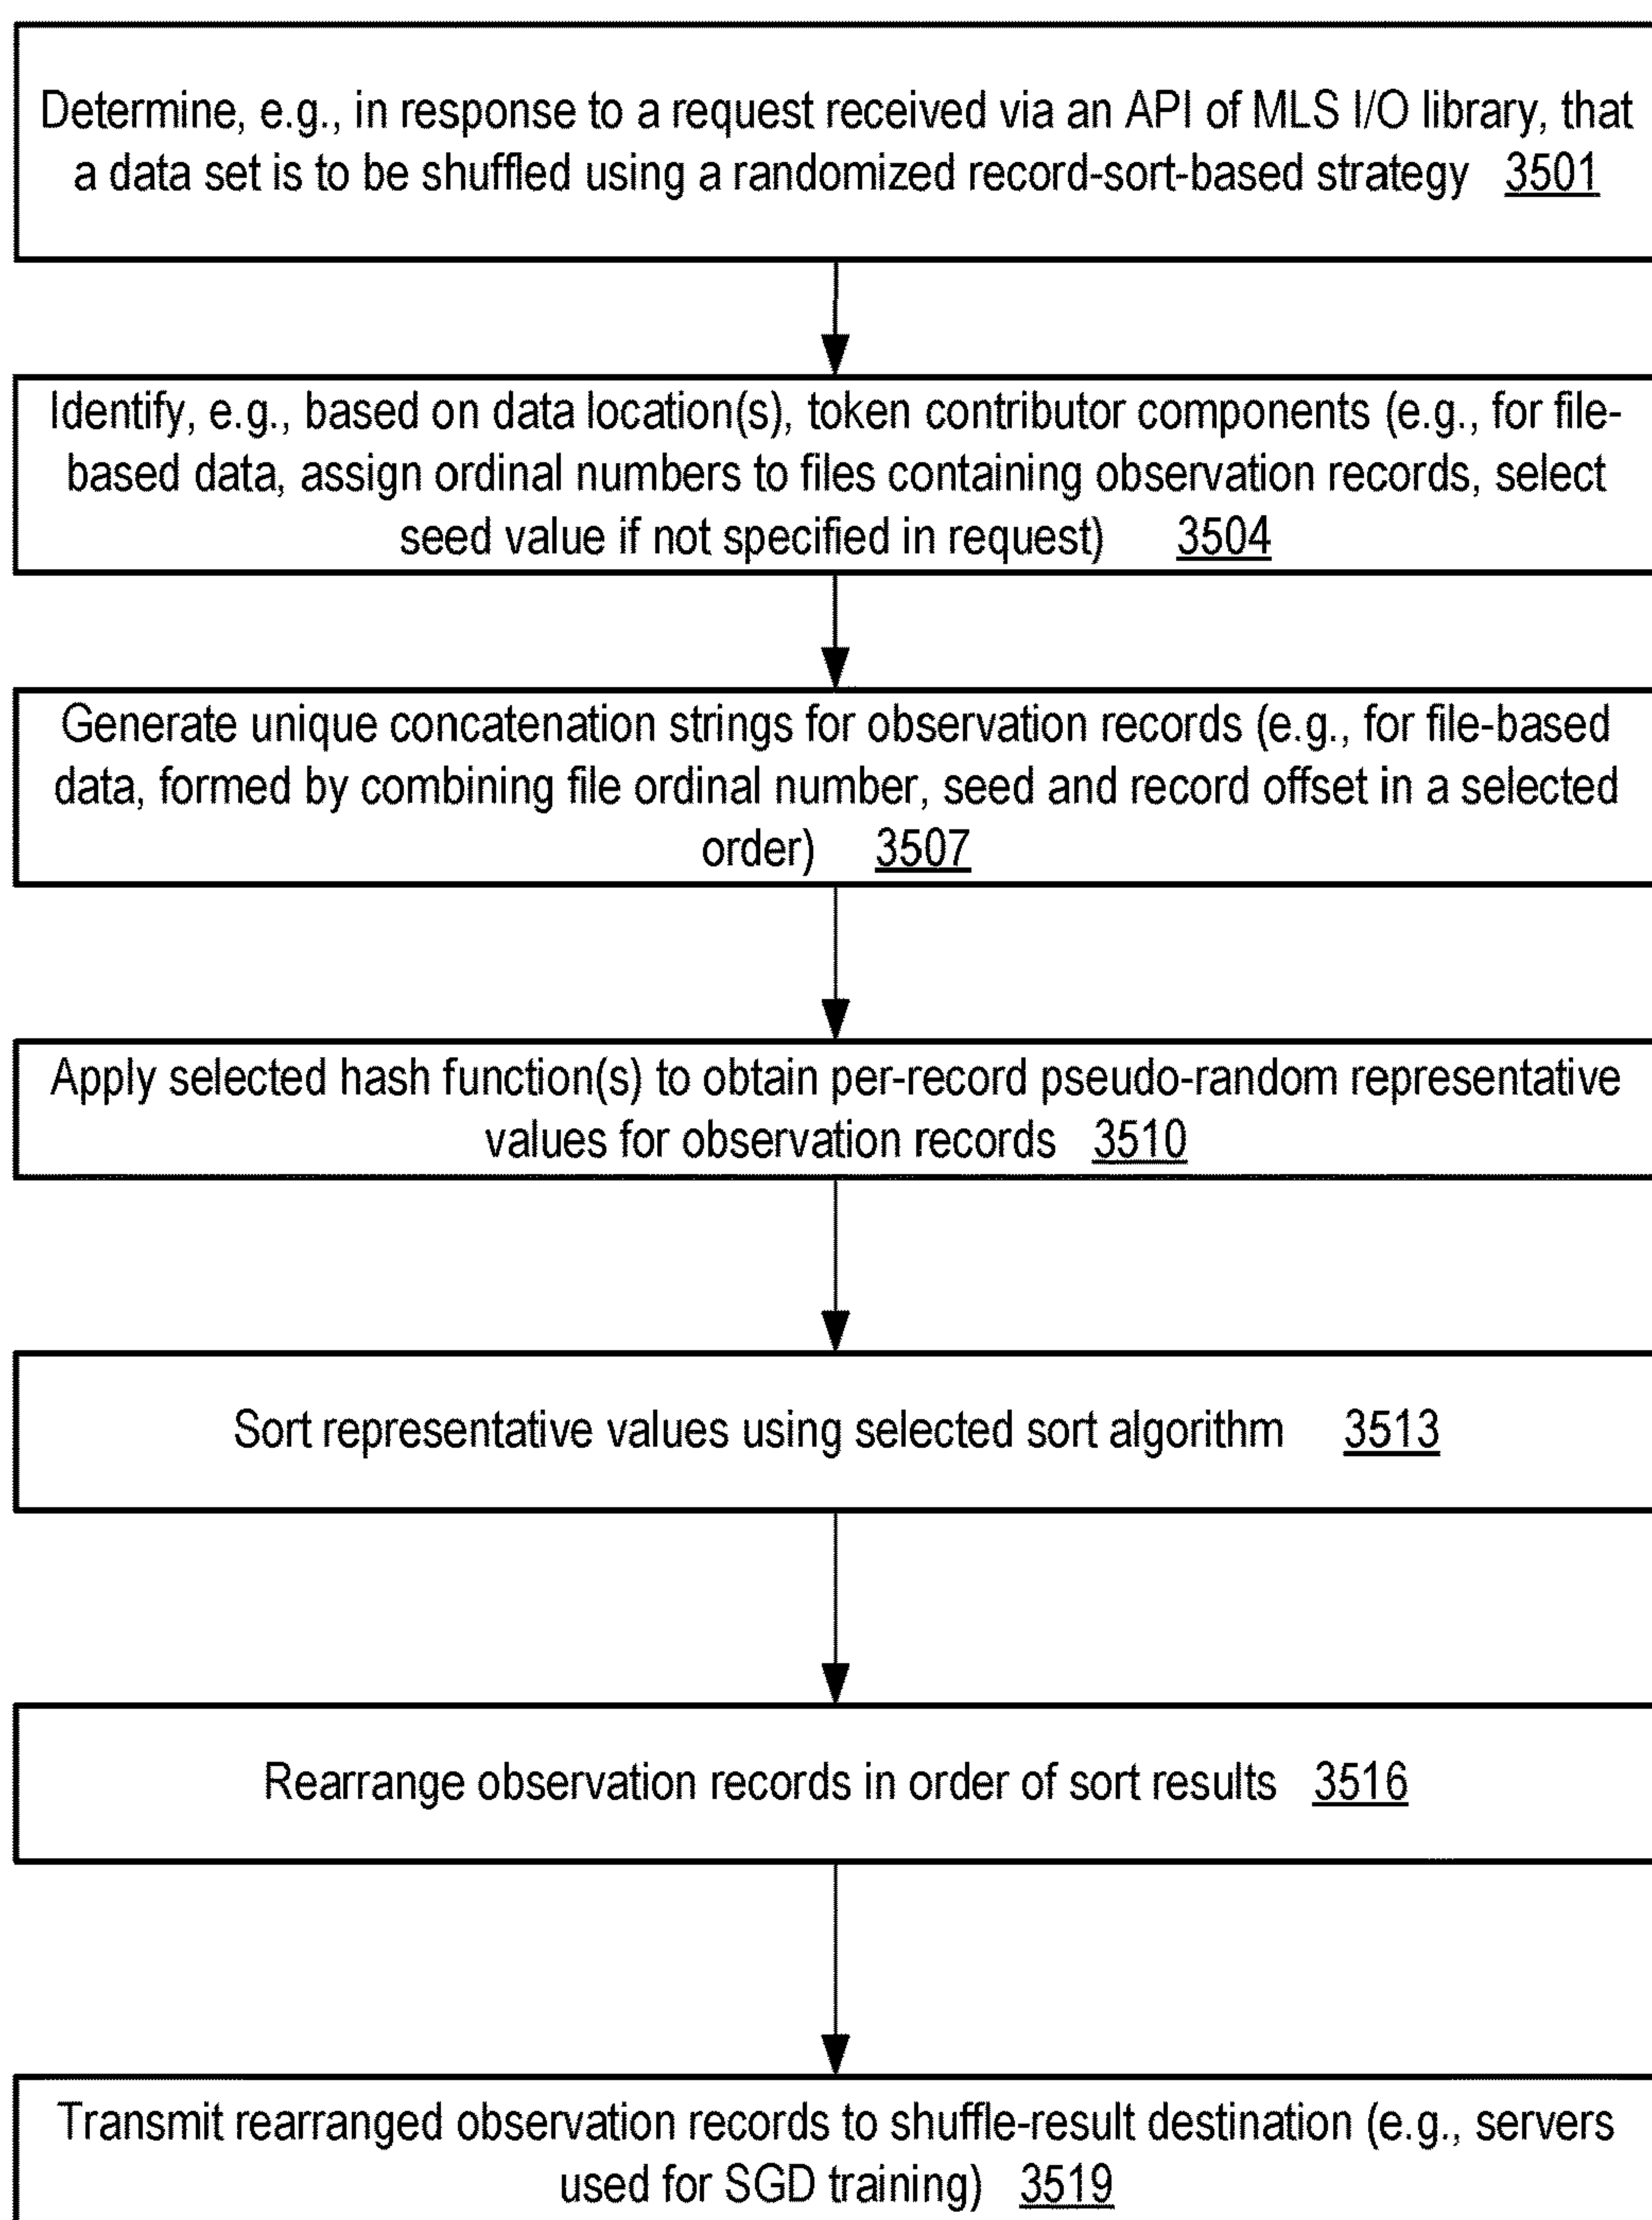 Determine, e.g., in response to a request received via an API of MLS I/O library, that
a data set is to be shuffled using a randomized record-sort-based strategy 3501
Identify, e.g., based on data location(s), token contributor components (e.g., for file-
based data, assign ordinal numbers to files containing observation records, select
seed value if not specified in request) 3504
Generate unique concatenation strings for observation records (e.g., for file-based
data, formed by combining file ordinal number, seed and record offset in a selected
order) 3507
Apply selected hash function(s) to obtain per-record pseudo-random representative
values for observation records 3510
Sort representative values using selected sort algorithm 3513
Rearrange observation records in order of sort results 3516
Transmit rearranged observation records to shuffle-result destination (e.g., servers
used for SGD training) 3519